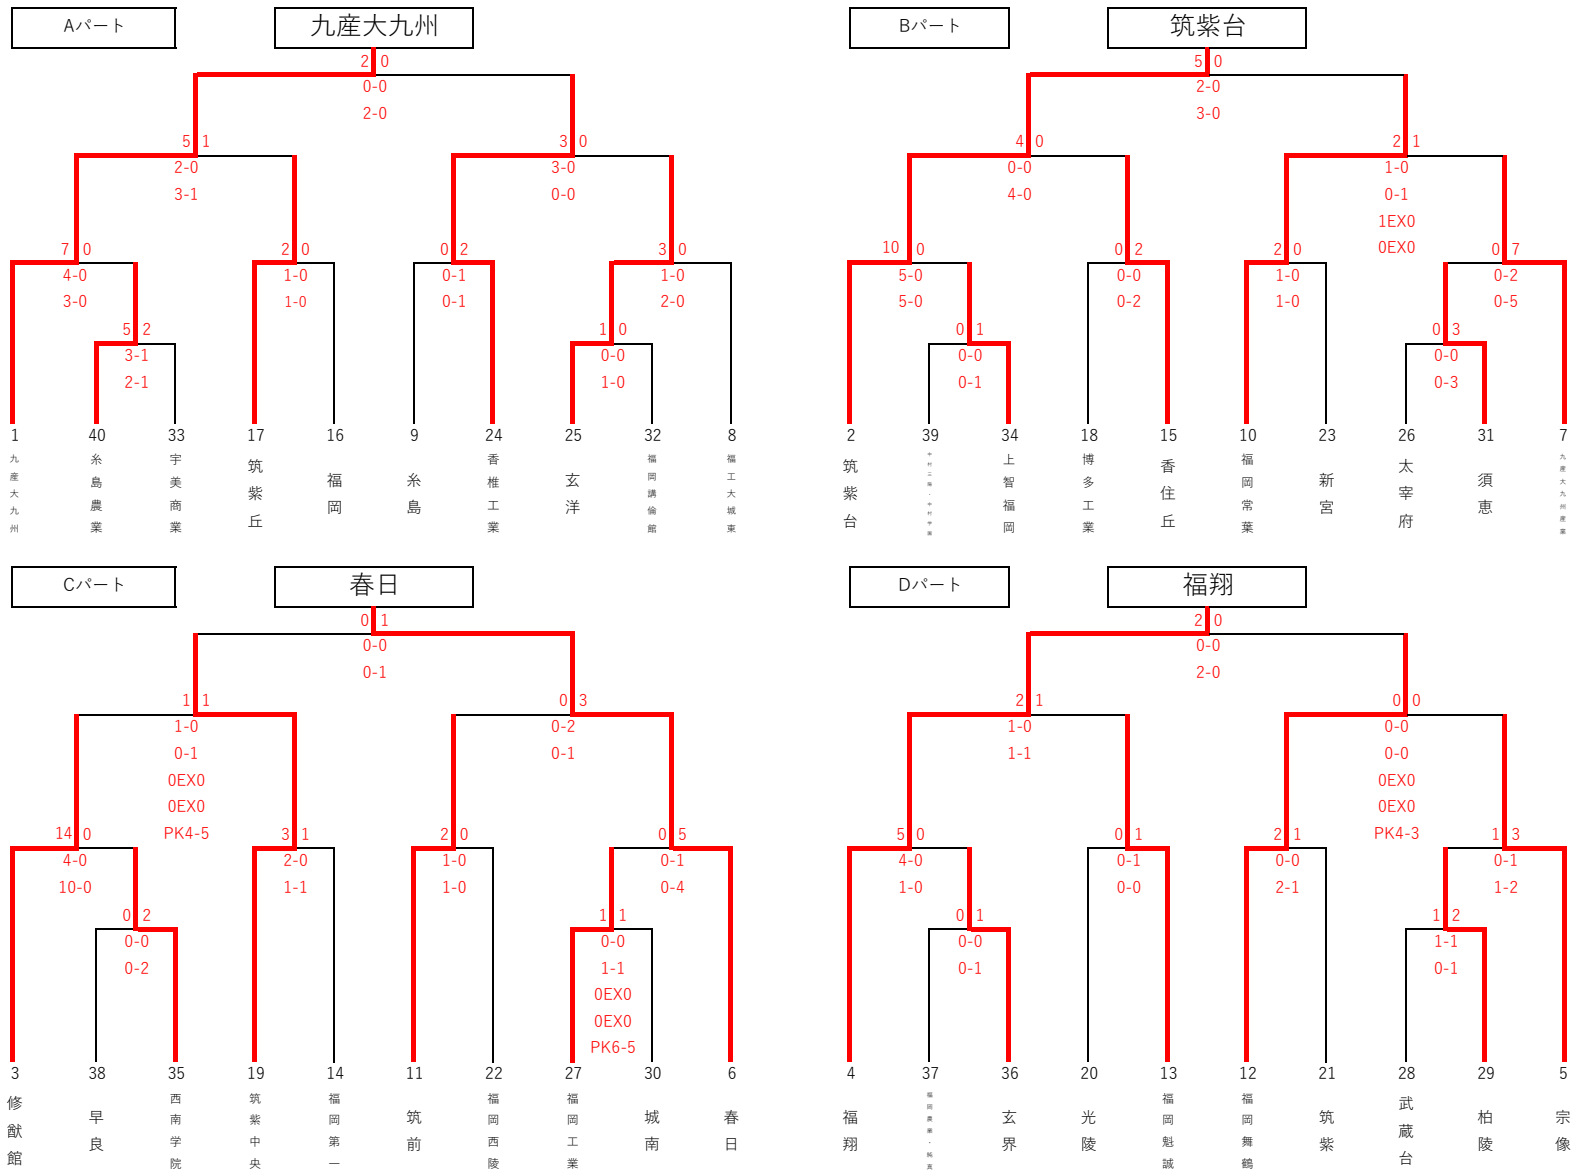 Aパート
九産大九州
Bパート
筑紫台
2 0
0-0
2-0
5 0
2-0
3-0
5 1
2-0
3-1
3 0
3-0
0-0
4 0
0-0
4-0
2 1
1-0
0-1
1EX0
0EX0
7 0
4-0
3-0
2 0
1-0
1-0
0 2
0-1
0-1
3 0
1-0
2-0
10 0
5-0
5-0
0 2
0-0
0-2
2 0
1-0
1-0
0 7
0-2
0-5
5 2
3-1
2-1
1 0
0-0
1-0
0 1
0-0
0-1
0 3
0-0
0-3
1 40 33 17 16 9 24 25 32 8
2 39 34 18 15 10 23 26 31 7
九産大九州
糸島農業
宇美商業
筑紫丘
福岡
糸島
香椎工業
玄洋
福岡講倫館
福工大城東
筑紫台
中村三陽・中村学園
上智福岡
博多工業
香住丘
福岡常葉
新宮
太宰府
須恵
九産大九州産業
Cパート
春日
Dパート
福翔
0 1
0-0
0-1
2 0
0-0
2-0
1 1
1-0
0-1
0EX0
0EX0
PK4-5
0 3
0-2
0-1
2 1
1-0
1-1
0 0
0-0
0-0
0EX0
0EX0
PK4-3
14 0
4-0
10-0
3 1
2-0
1-1
2 0
1-0
1-0
0 5
0-1
0-4
5 0
4-0
1-0
0 1
0-1
0-0
2 1
0-0
2-1
1 3
0-1
1-2
0 2
0-0
0-2
1 1
0-0
1-1
0EX0
0EX0
PK6-5
0 1
0-0
0-1
1 2
1-1
0-1
3 38 35 19 14 11 22 27 30 6
4 37 36 20 13 12 21 28 29 5
修猷館
早良
西南学院
筑紫中央
福岡第一
筑前
福岡西陵
福岡工業
城南
春日
福翔
福岡農業・純真
玄界
光陵
福岡魁誠
福岡舞鶴
筑紫
武蔵台
柏陵
宗像